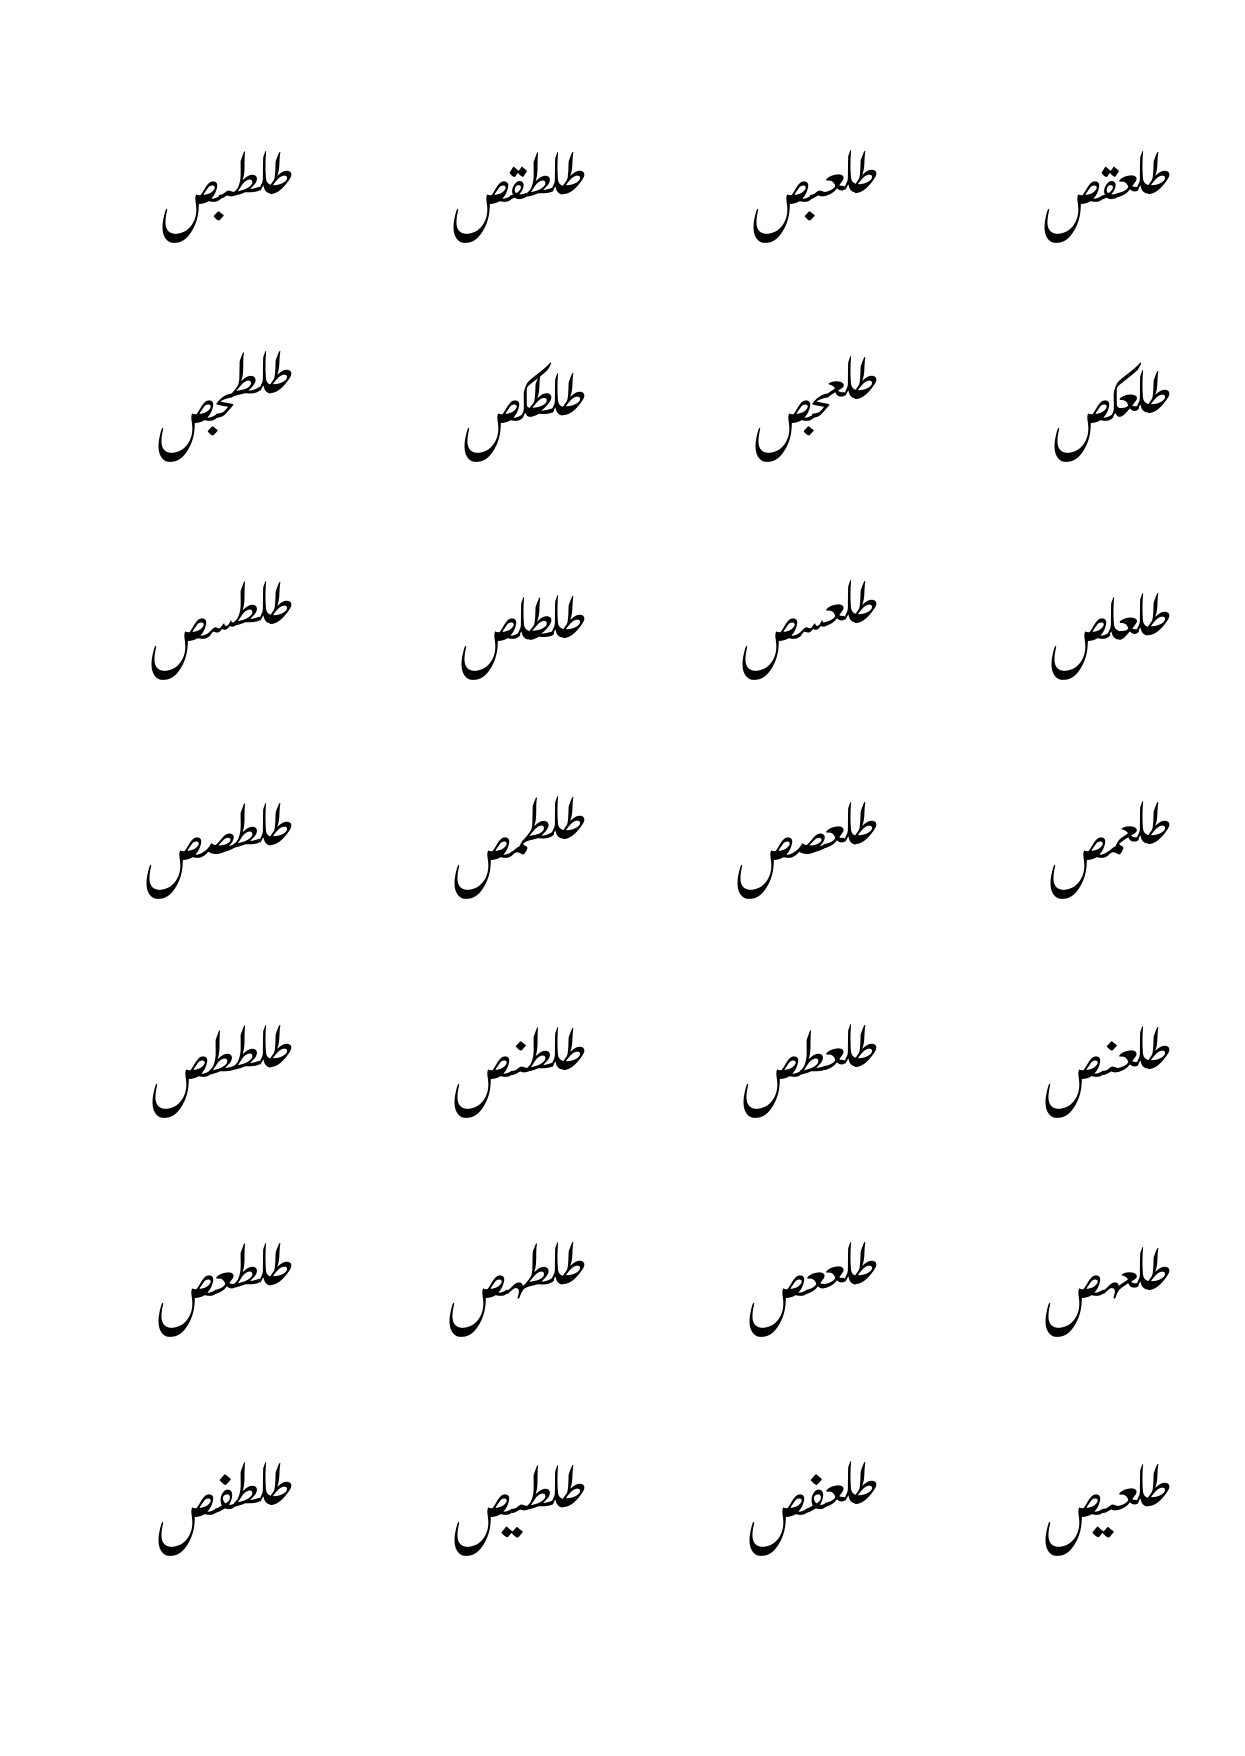 طلعقص طلعبص طلطقص طلطبص
طلعكص طلعجص طلطكص طلطجص
طلعلص طلعسص طلطلص طلطسص
طلعمص طلعصص طلطمص طلطصص
طلعنص طلعطص طلطنص طلططص
طلعهص طلععص طلطهص طلطعص
طلعيص طلعفص طلطيص طلطفص